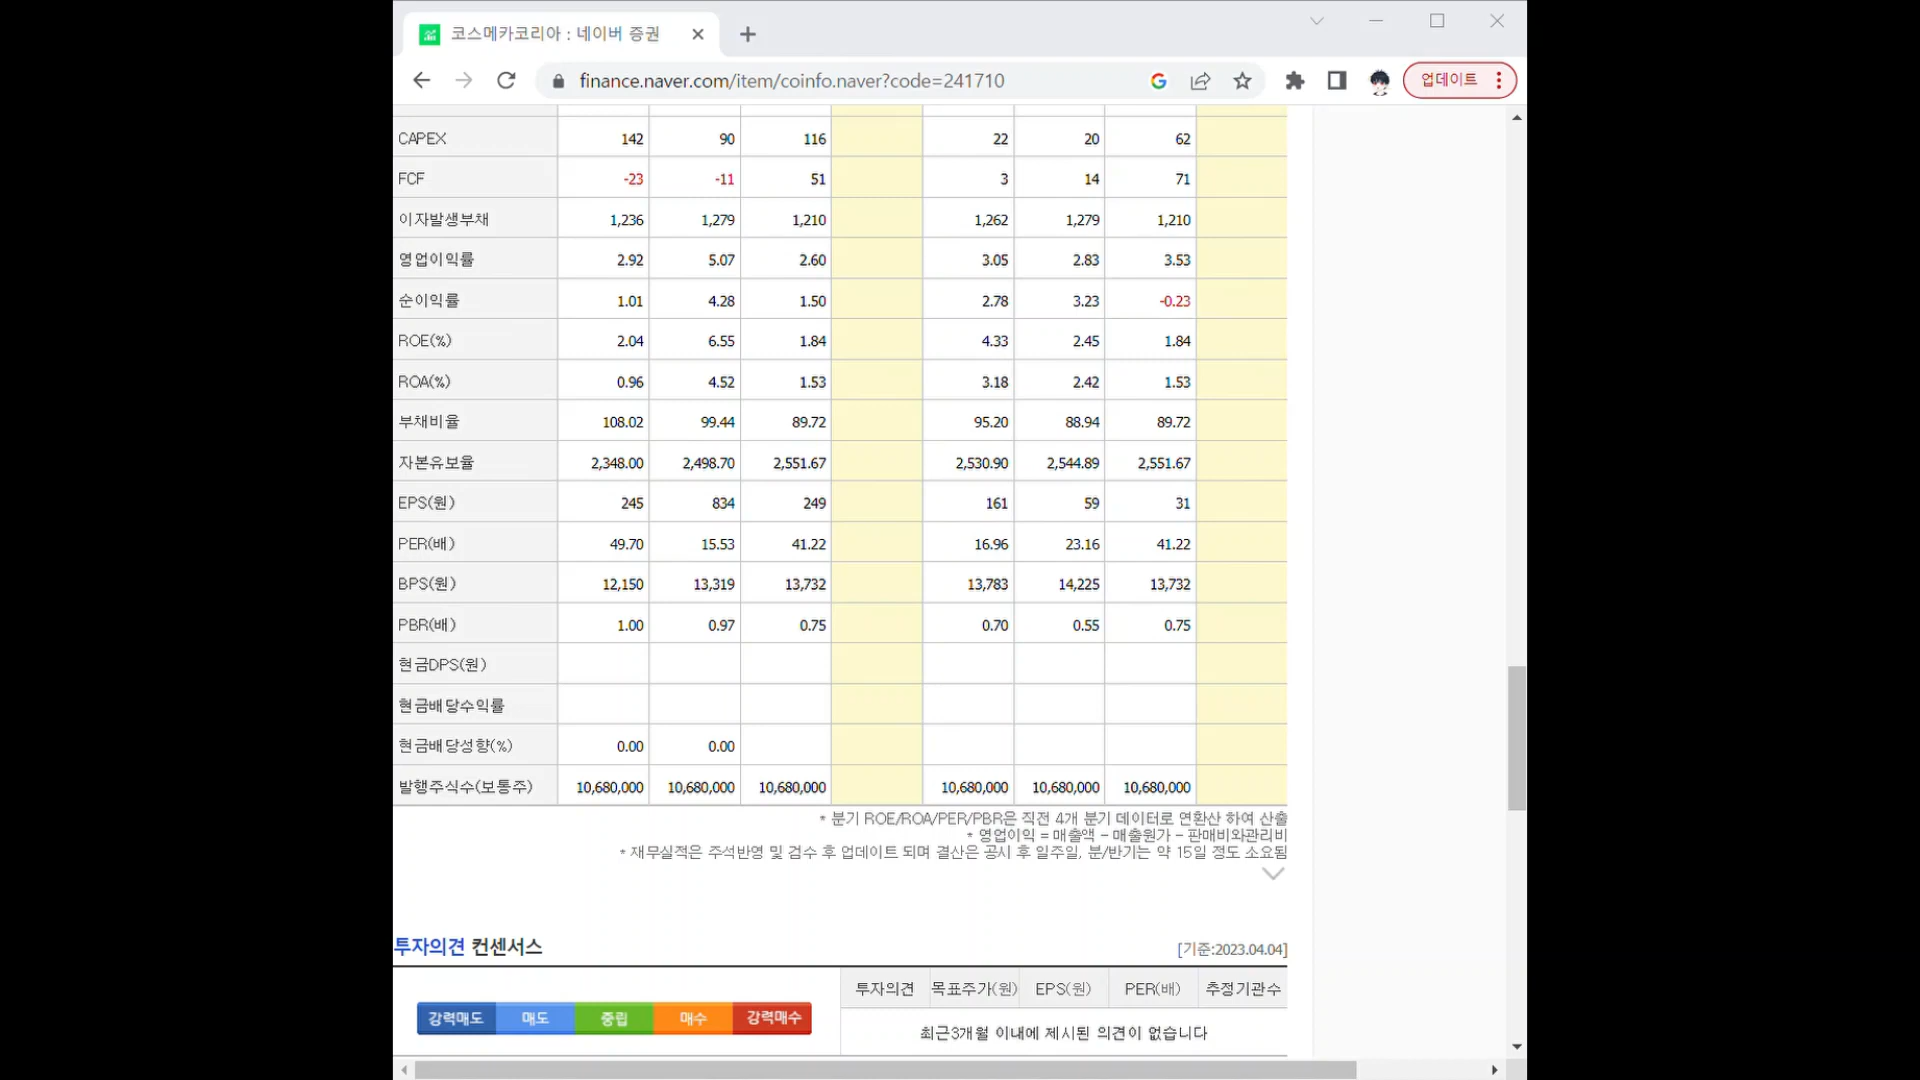 코스메카코리아 : 네이버 증권
finance.naver.com/item/coinfo.naver?code=241710
업데이트
CAPEX 142 90 116 22 20 62
FCF -23 -11 51 3 14 71
이자발생부채 1,236 1,279 1,210 1,262 1,279 1,210
영업이익률 2.92 5.07 2.60 3.05 2.83 3.53
순이익률 1.01 4.28 1.50 2.78 3.23 -0.23
ROE(%) 2.04 6.55 1.84 4.33 2.45 1.84
ROA(%) 0.96 4.52 1.53 3.18 2.42 1.53
부채비율 108.02 99.44 89.72 95.20 88.94 89.72
자본유보율 2,348.00 2,498.70 2,551.67 2,530.90 2,544.89 2,551.67
EPS(원) 245 834 249 161 59 31
PER(배) 49.70 15.53 41.22 16.96 23.16 41.22
BPS(원) 12,150 13,319 13,732 13,783 14,225 13,732
PBR(배) 1.00 0.97 0.75 0.70 0.55 0.75
현금DPS(원)
현금배당수익률
현금배당성향(%) 0.00 0.00
발행주식수(보통주) 10,680,000 10,680,000 10,680,000 10,680,000 10,680,000 10,680,000
* 분기 ROE/ROA/PER/PBR은 직전 4개 분기 데이터로 연환산 하여 산출
* 영업이익 = 매출액 - 매출원가 - 판매비와관리비
* 재무실적은 주석반영 및 검수 후 업데이트 되며 결산은 공시 후 일주일, 분/반기는 약 15일 정도 소요됨
투자의견 컨센서스 [기준:2023.04.04]
투자의견 목표주가(원) EPS(원) PER(배) 추정기관수
강력매도 매도 중립 매수 강력매수
최근3개월 이내에 제시된 의견이 없습니다